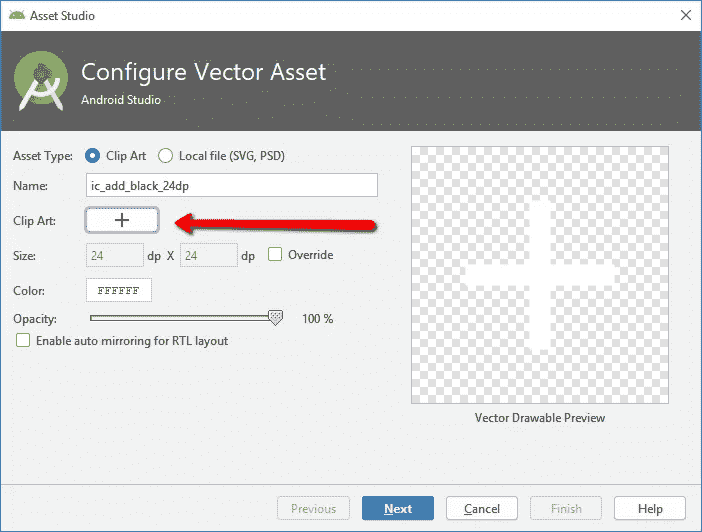 Asset Studio
Configure Vector Asset
Android Studio
Asset Type: Clip Art Local file (SVG, PSD)
Name: ic_add_black_24dp
Clip Art:
Size: 24 dp X 24 dp Override
Color: FFFFFF
Opacity: 100 %
Enable auto mirroring for RTL layout
Vector Drawable Preview
Previous Next Cancel Finish Help